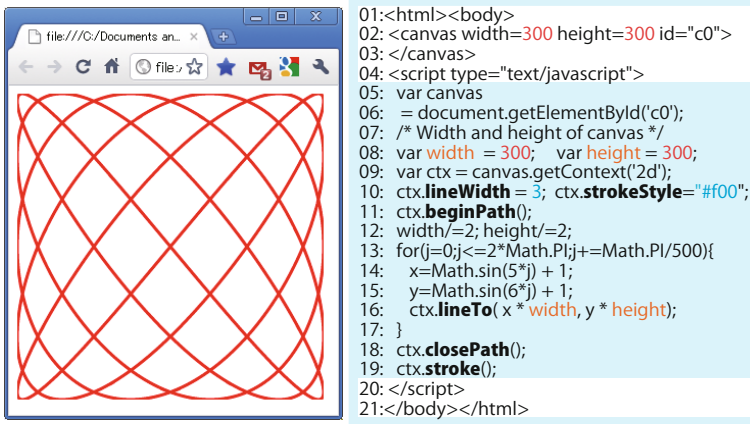 file:///C:/Documents an...
file:/
2
01:<html><body>
02: <canvas width=300 height=300 id="c0">
03: </canvas>
04: <script type="text/javascript">
05: var canvas
06: = document.getElementById('c0');
07: /* Width and height of canvas */
08: var width = 300; var height = 300;
09: var ctx = canvas.getContext('2d');
10: ctx.lineWidth = 3; ctx.strokeStyle="#f00";
11: ctx.beginPath();
12: width/=2; height/=2;
13: for(j=0;j<=2*Math.PI;j+=Math.PI/500){
14: x=Math.sin(5*j) + 1;
15: y=Math.sin(6*j) + 1;
16: ctx.lineTo( x * width, y * height);
17: }
18: ctx.closePath();
19: ctx.stroke();
20: </script>
21:</body></html>